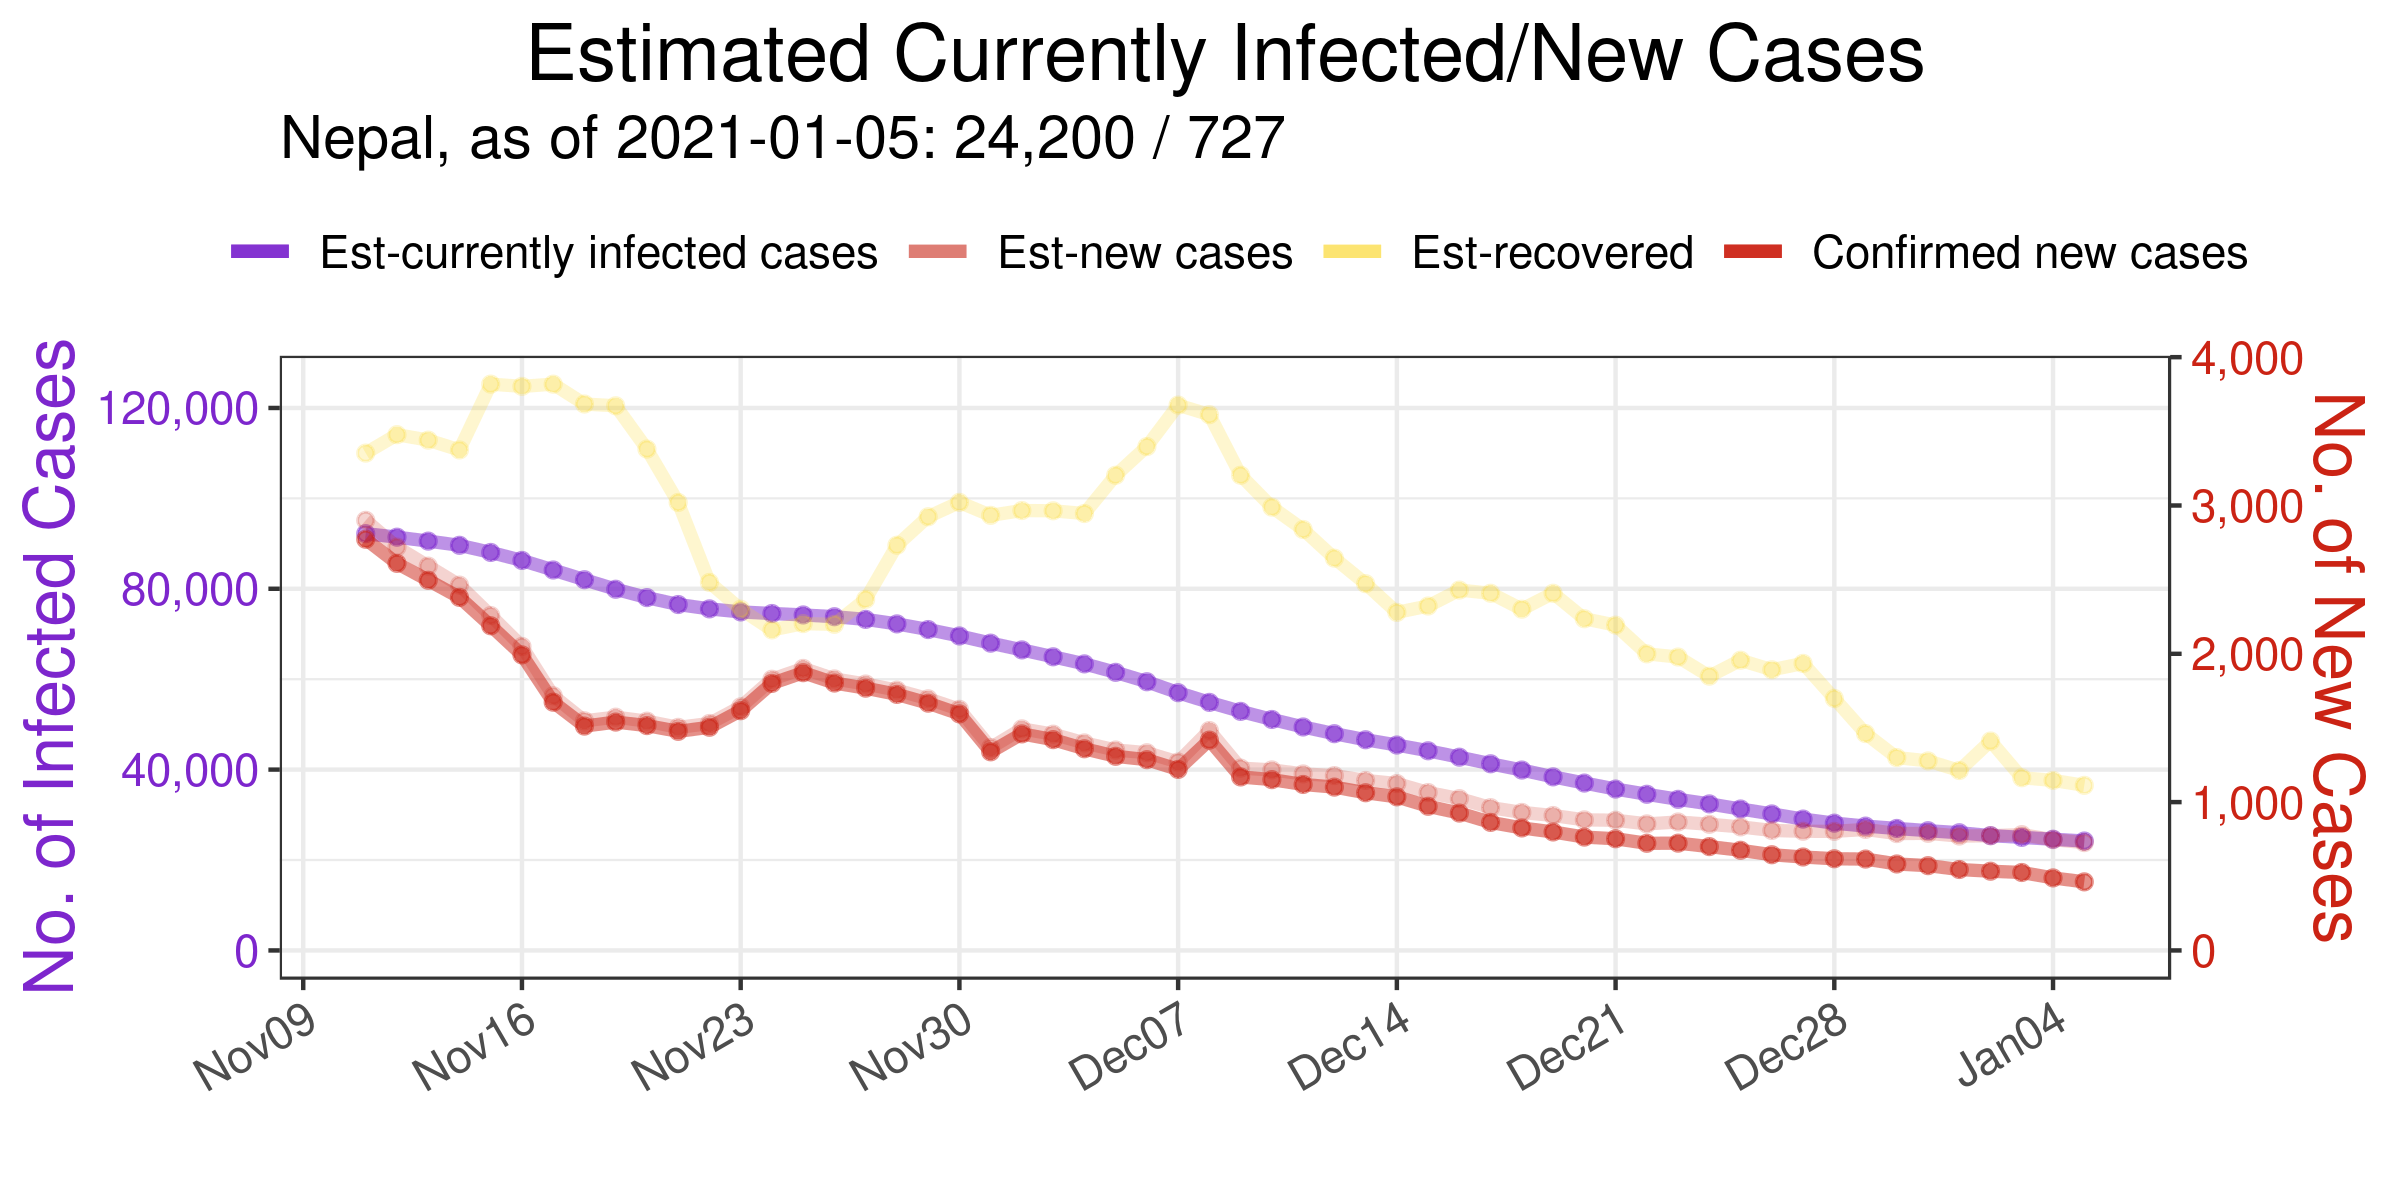 Estimated Currently Infected/New Cases
Nepal, as of 2021-01-05: 24,200 / 727
Est-currently infected cases Est-new cases Est-recovered Confirmed new cases
No. of Infected Cases
120,000
80,000
40,000
0
4,000
3,000
2,000
1,000
0
No. of New Cases
Nov09 Nov16 Nov23 Nov30 Dec07 Dec14 Dec21 Dec28 Jan04